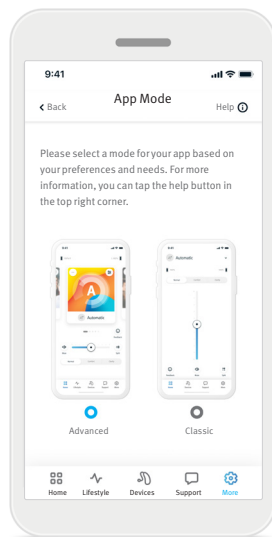 9:41
Back
App Mode
Help
Please select a mode for your app based on
your preferences and needs. For more
information, you can tap the help button in
the top right corner.
A
Automatic
Automatic
Advanced
Classic
Home Lifestyle Devices Support More